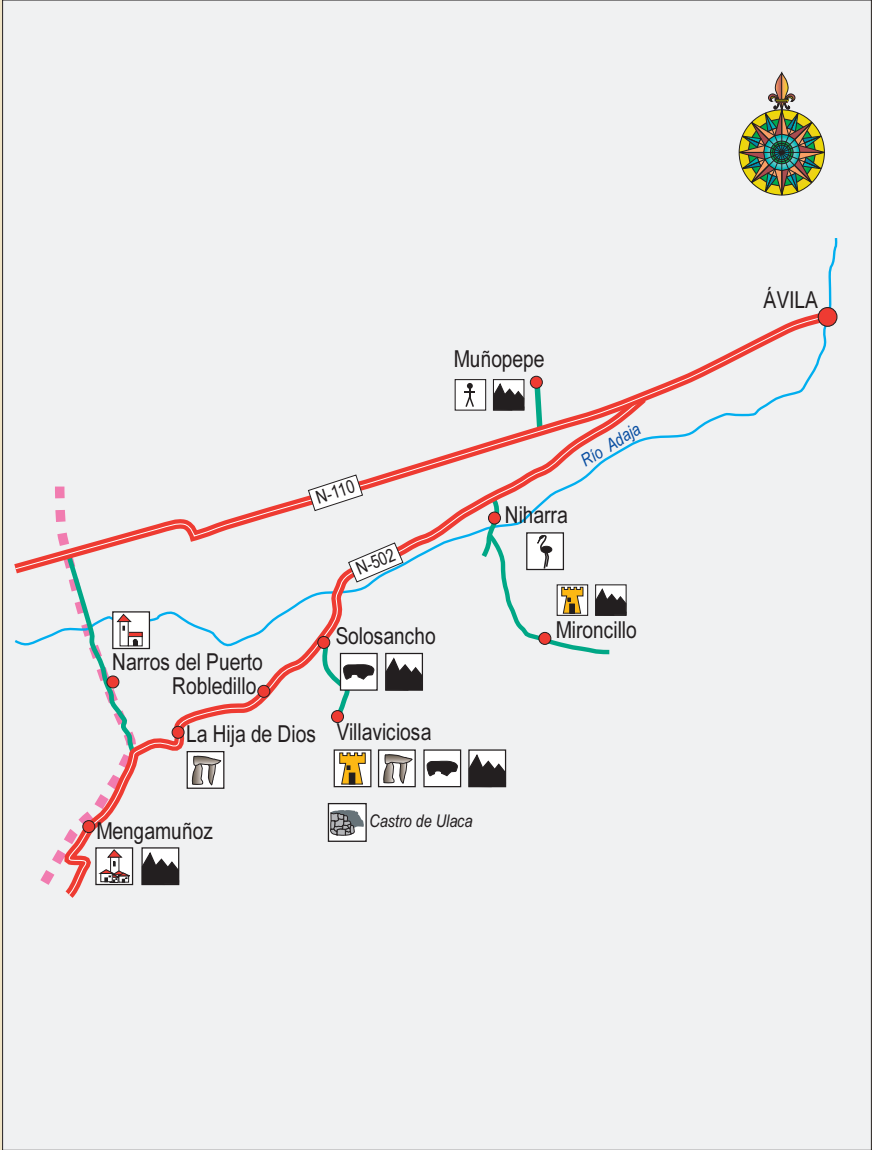 ÁVILA
Muñopepe
Río Adaja
N-110
Niharra
N-502
Mironcillo
Solosancho
Narros del Puerto
Robledillo
La Hija de Dios
Villaviciosa
Castro de Ulaca
Mengamuñoz